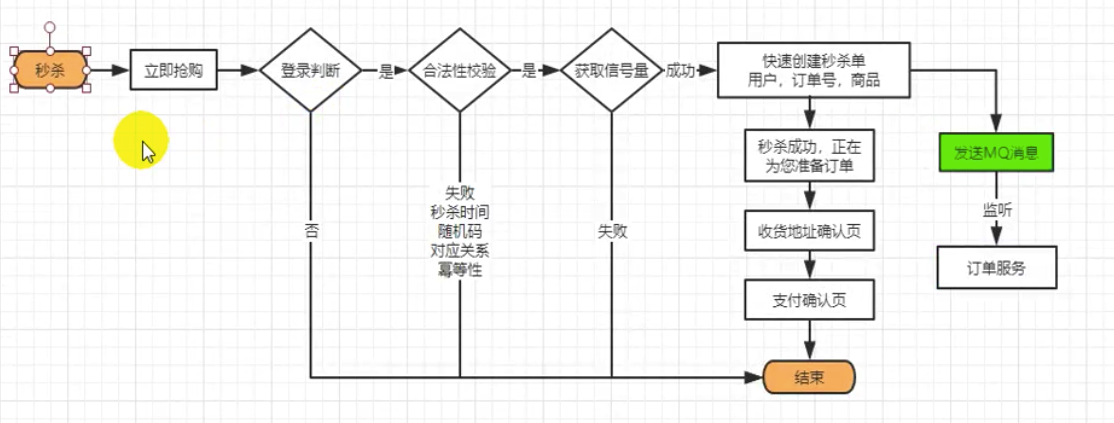 秒杀
立即抢购
登录判断
是
合法性校验
是
获取信号量
成功
快速创建秒杀单
用户，订单号，商品
发送MQ消息
秒杀成功，正在
为您准备订单
失败
秒杀时间
随机码
对应关系
幂等性
否
失败
监听
收货地址确认页
订单服务
支付确认页
结束